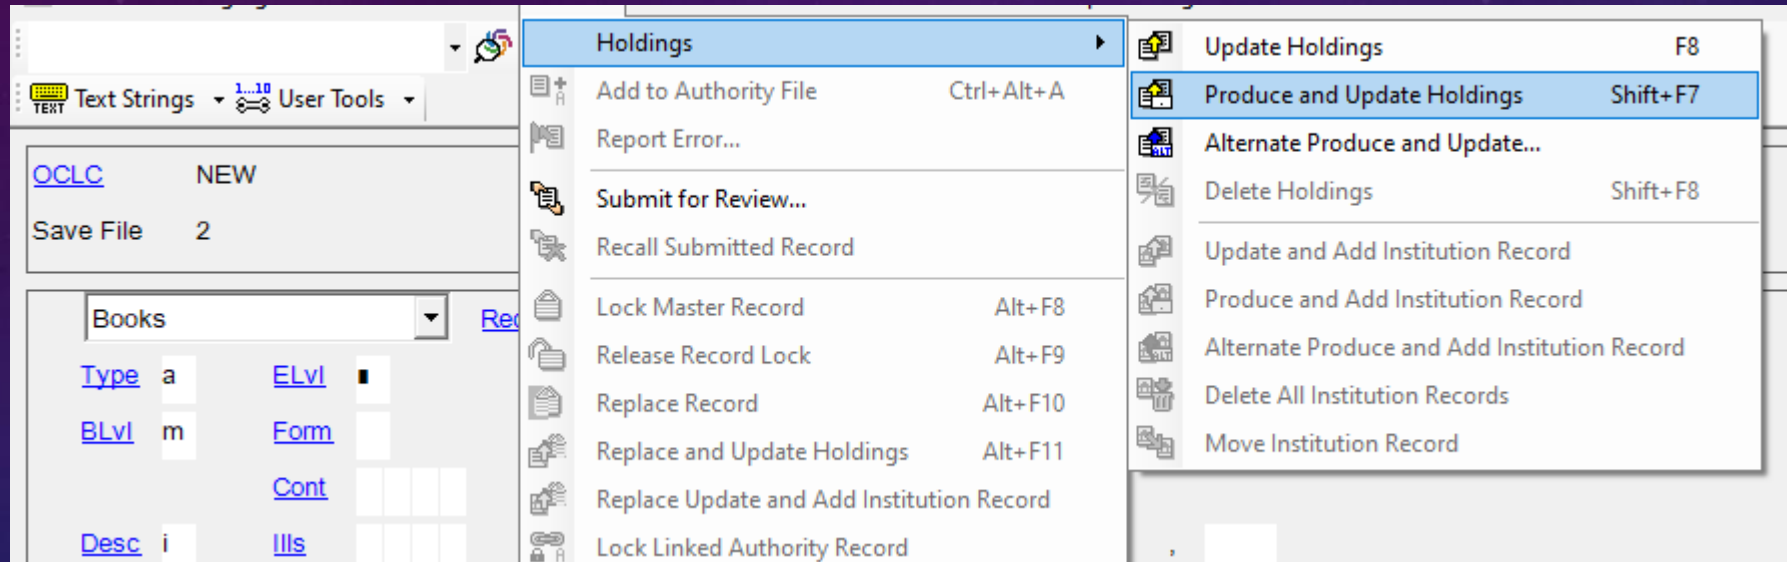 Text Strings User Tools
OCLC NEW
Save File 2
Books
Type a ELvl
BLvl m Form
Cont
Desc i Ills
Holdings
Add to Authority File Ctrl+Alt+A
Report Error...
Submit for Review...
Recall Submitted Record
Lock Master Record Alt+F8
Release Record Lock Alt+F9
Replace Record Alt+F10
Replace and Update Holdings Alt+F11
Replace Update and Add Institution Record
Lock Linked Authority Record
Update Holdings F8
Produce and Update Holdings Shift+F7
Alternate Produce and Update...
Delete Holdings Shift+F8
Update and Add Institution Record
Produce and Add Institution Record
Alternate Produce and Add Institution Record
Delete All Institution Records
Move Institution Record